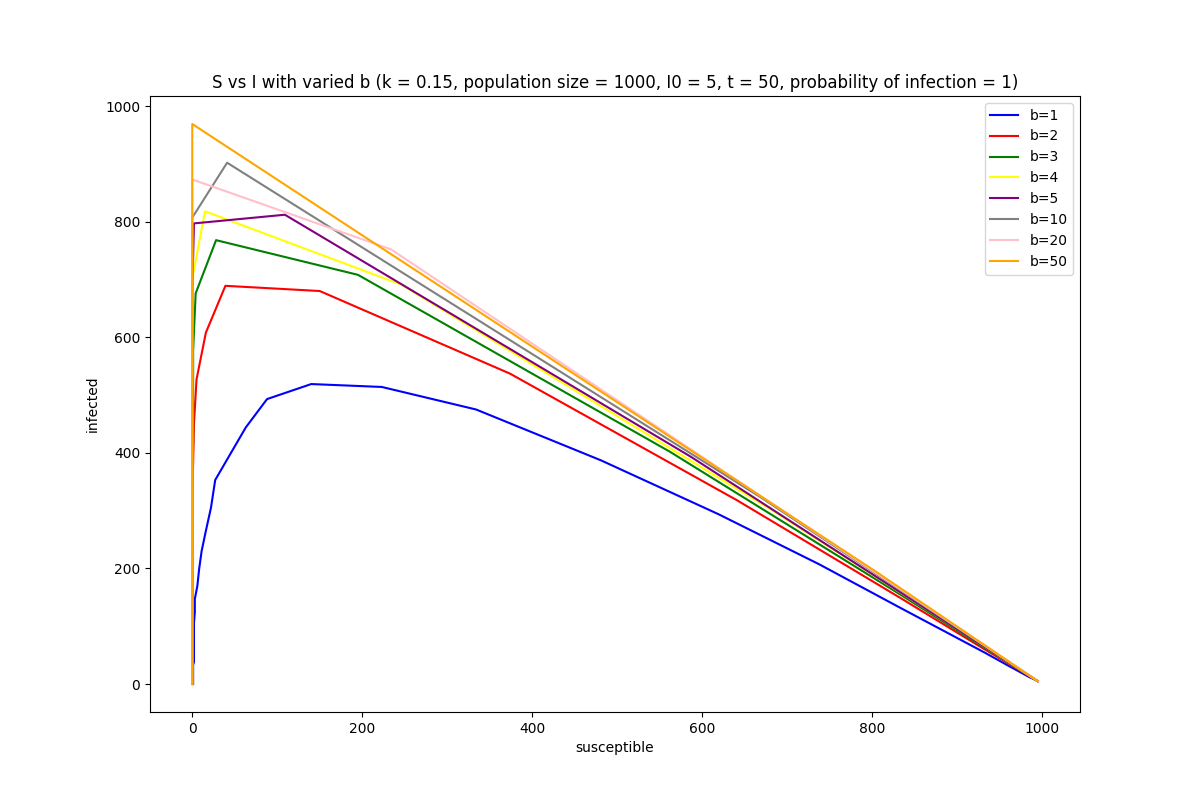 S vs I with varied b (k = 0.15, population size = 1000, I0 = 5, t = 50, probability of infection = 1)
1000
800
600
400
200
0
infected
b=1
b=2
b=3
b=4
b=5
b=10
b=20
b=50
0 200 400 600 800 1000
susceptible